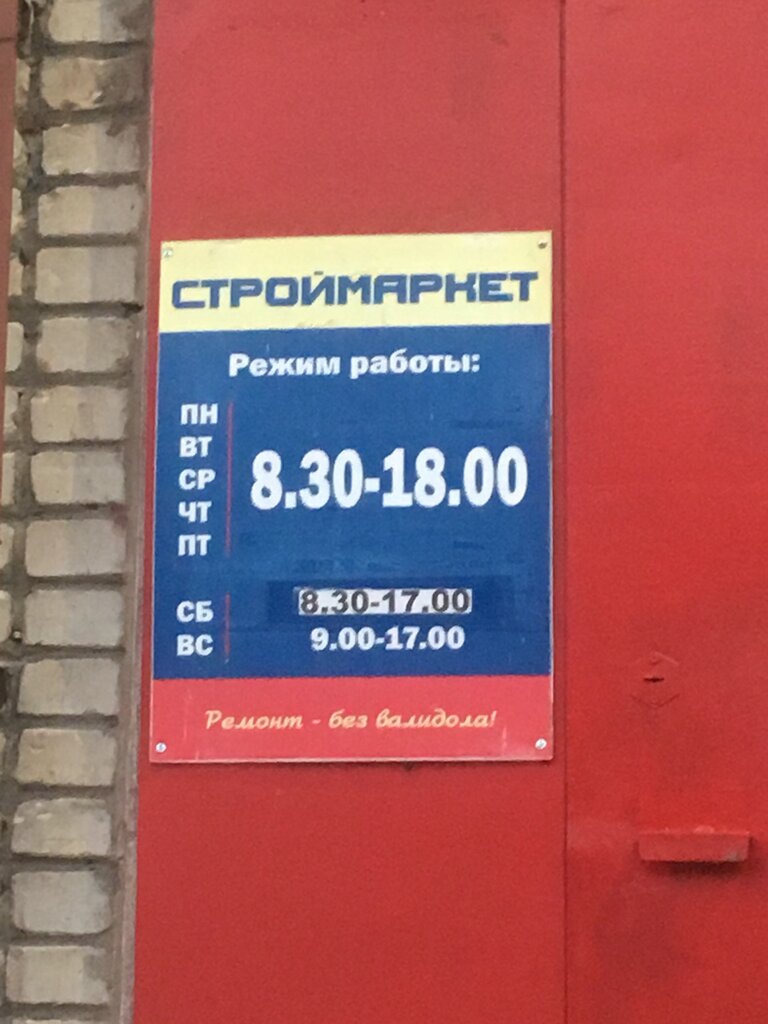 СТРОЙМАРКЕТ
Режим работы:
ПН
ВТ
СР
ЧТ
ПТ
8.30-18.00
СБ 8.30-17.00
ВС 9.00-17.00
Ремонт - без валидола!